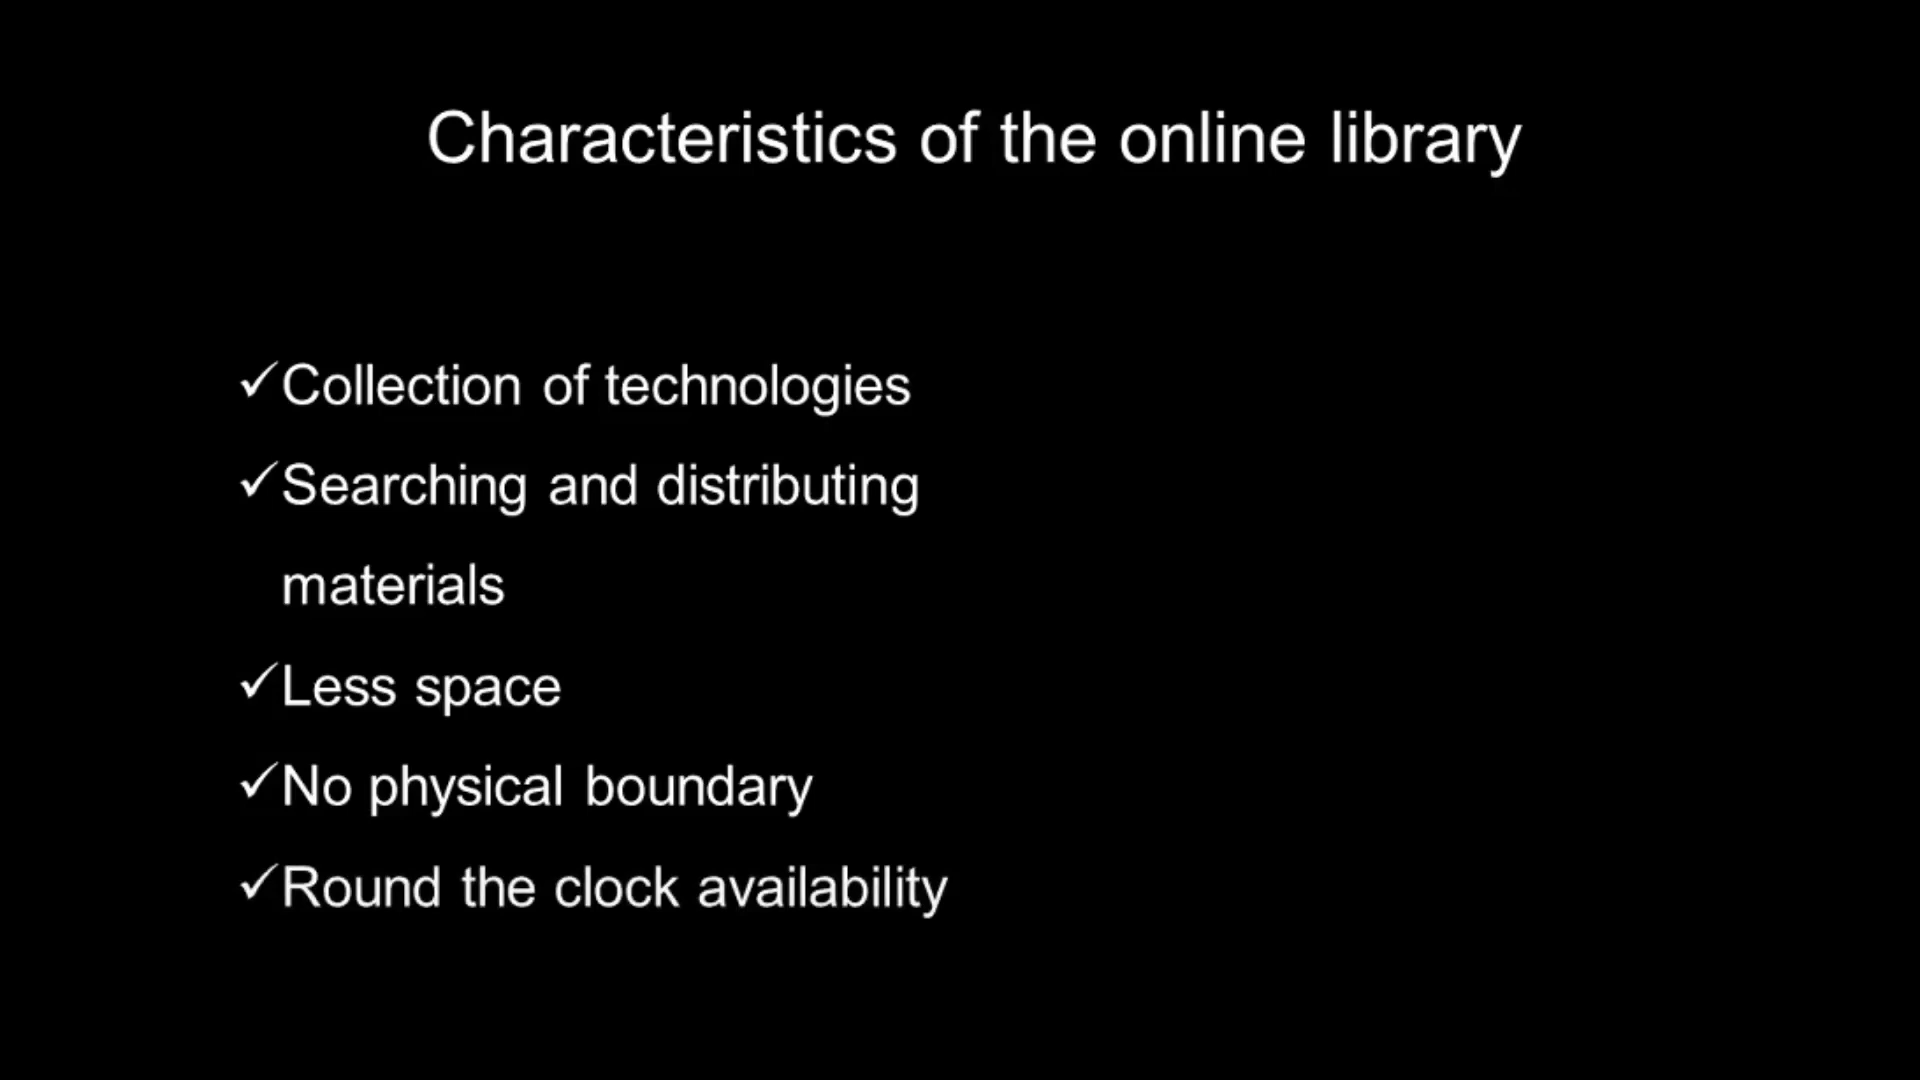 Characteristics of the online library
✓Collection of technologies
✓Searching and distributing
materials
✓Less space
✓No physical boundary
✓Round the clock availability